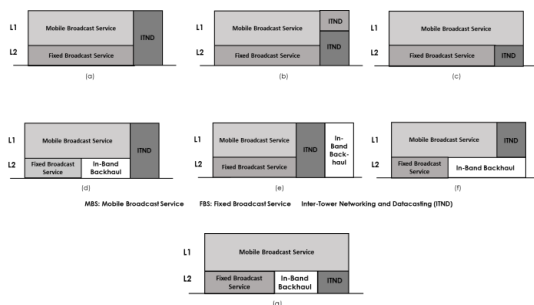 L1 Mobile Broadcast Service ITND
L2 Fixed Broadcast Service
(a)
L1 Mobile Broadcast Service ITND
L2 Fixed Broadcast Service ITND
(b)
L1 Mobile Broadcast Service
L2 Fixed Broadcast Service ITND
(c)
L1 Mobile Broadcast Service ITND
L2 Fixed Broadcast
Service
In-Band
Backhaul
(d)
L1 Mobile Broadcast Service ITND
L2 Fixed Broadcast Service
In-
Band
Back-
haul
(e)
L1 Mobile Broadcast Service ITND
L2 Fixed Broadcast
Service
In-Band Backhaul
(f)
MBS: Mobile Broadcast Service FBS: Fixed Broadcast Service Inter-Tower Networking and Datacasting (ITND)
L1 Mobile Broadcast Service
L2 Fixed Broadcast
Service
In-Band
Backhaul
ITND
(g)